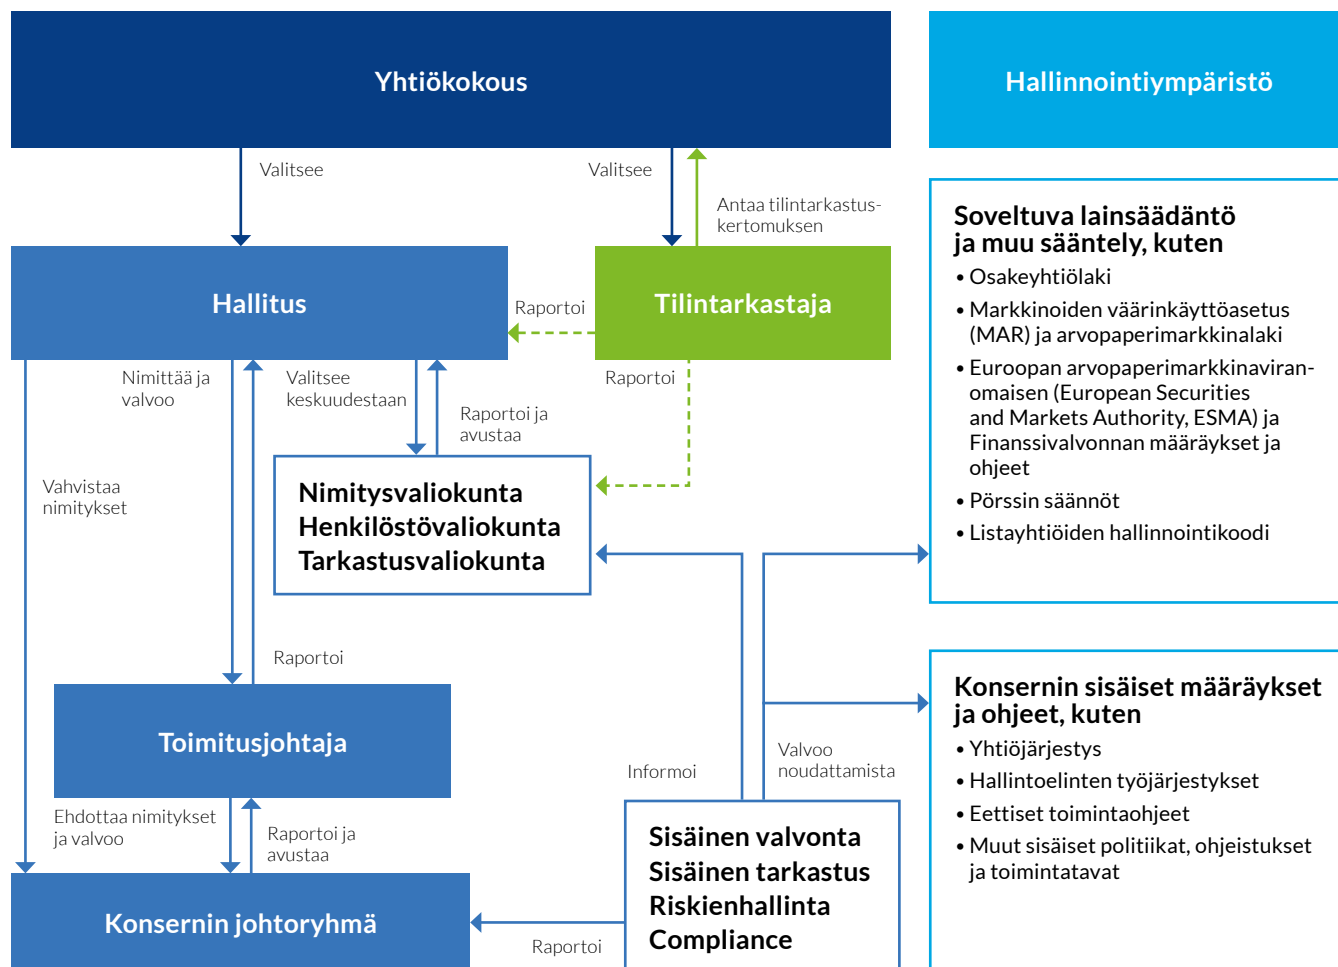 Yhtiökokous
Hallinnointiympäristö
Valitsee
Valitsee
Antaa tilintarkastus-
kertomuksen
Hallitus
Raportoi
Tilintarkastaja
Nimittää ja
valvoo
Valitsee
keskuudestaan
Raportoi ja
avustaa
Raportoi
Vahvistaa
nimitykset
Nimitysvaliokunta
Henkilöstövaliokunta
Tarkastusvaliokunta
Raportoi
Toimitusjohtaja
Ehdottaa nimitykset
ja valvoo
Raportoi ja
avustaa
Konsernin johtoryhmä
Raportoi
Informoi
Valvoo
noudattamista
Sisäinen valvonta
Sisäinen tarkastus
Riskienhallinta
Compliance
Soveltuva lainsäädäntö
ja muu sääntely, kuten
• Osakeyhtiölaki
• Markkinoiden väärinkäyttöasetus
(MAR) ja arvopaperimarkkinalaki
• Euroopan arvopaperimarkkinaviran-
omaisen (European Securities
and Markets Authority, ESMA) ja
Finanssivalvonnan määräykset ja
ohjeet
• Pörssin säännöt
• Listayhtiöiden hallinnointikoodi
Konsernin sisäiset määräykset
ja ohjeet, kuten
• Yhtiöjärjestys
• Hallintoelinten työjärjestykset
• Eettiset toimintaohjeet
• Muut sisäiset politiikat, ohjeistukset
ja toimintatavat